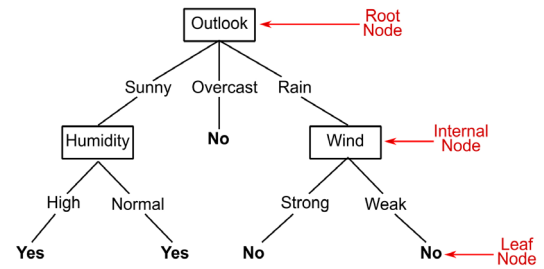 Outlook
Root
Node
Sunny
Overcast
Rain
Humidity
No
Wind
Internal
Node
High
Normal
Strong
Weak
Yes
Yes
No
No
Leaf
Node